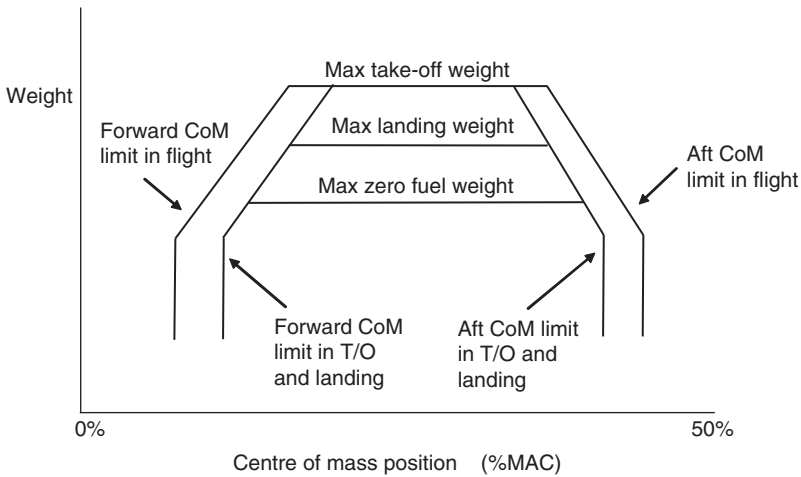 Max take-off weight
Weight
Forward CoM
limit in flight
Max landing weight
Aft CoM
limit in flight
Max zero fuel weight
Forward CoM
limit in T/O
and landing
Aft CoM limit
in T/O and
landing
0%
50%
Centre of mass position (%MAC)